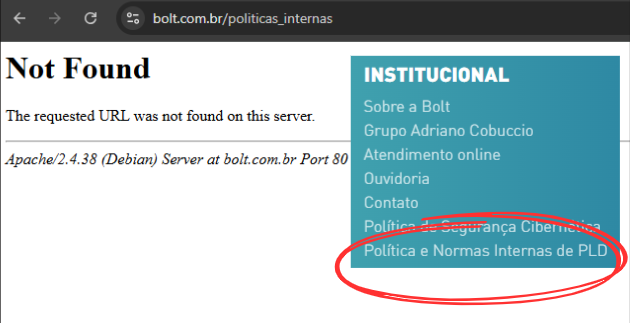 bolt.com.br/politicas_internas
Not Found
The requested URL was not found on this server.
Apache/2.4.38 (Debian) Server at bolt.com.br Port 80
INSTITUCIONAL
Sobre a Bolt
Grupo Adriano Cobuccio
Atendimento online
Ouvidoria
Contato
Política de Segurança Cibernética
Política e Normas Internas de PLD